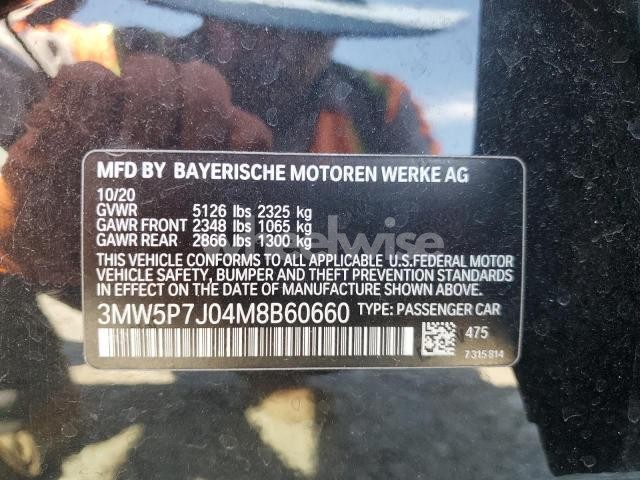 MFD BY BAYERISCHE MOTOREN WERKE AG
10/20
GVWR 5126 lbs 2325 kg
GAWR FRONT 2348 lbs 1065 kg
GAWR REAR 2866 lbs 1300 kg
THIS VEHICLE CONFORMS TO ALL APPLICABLE U.S.FEDERAL MOTOR
VEHICLE SAFETY, BUMPER AND THEFT PREVENTION STANDARDS
IN EFFECT ON THE DATE OF MANUFACTURE SHOWN ABOVE.
3MW5P7J04M8B60660 TYPE: PASSENGER CAR
475
7315814